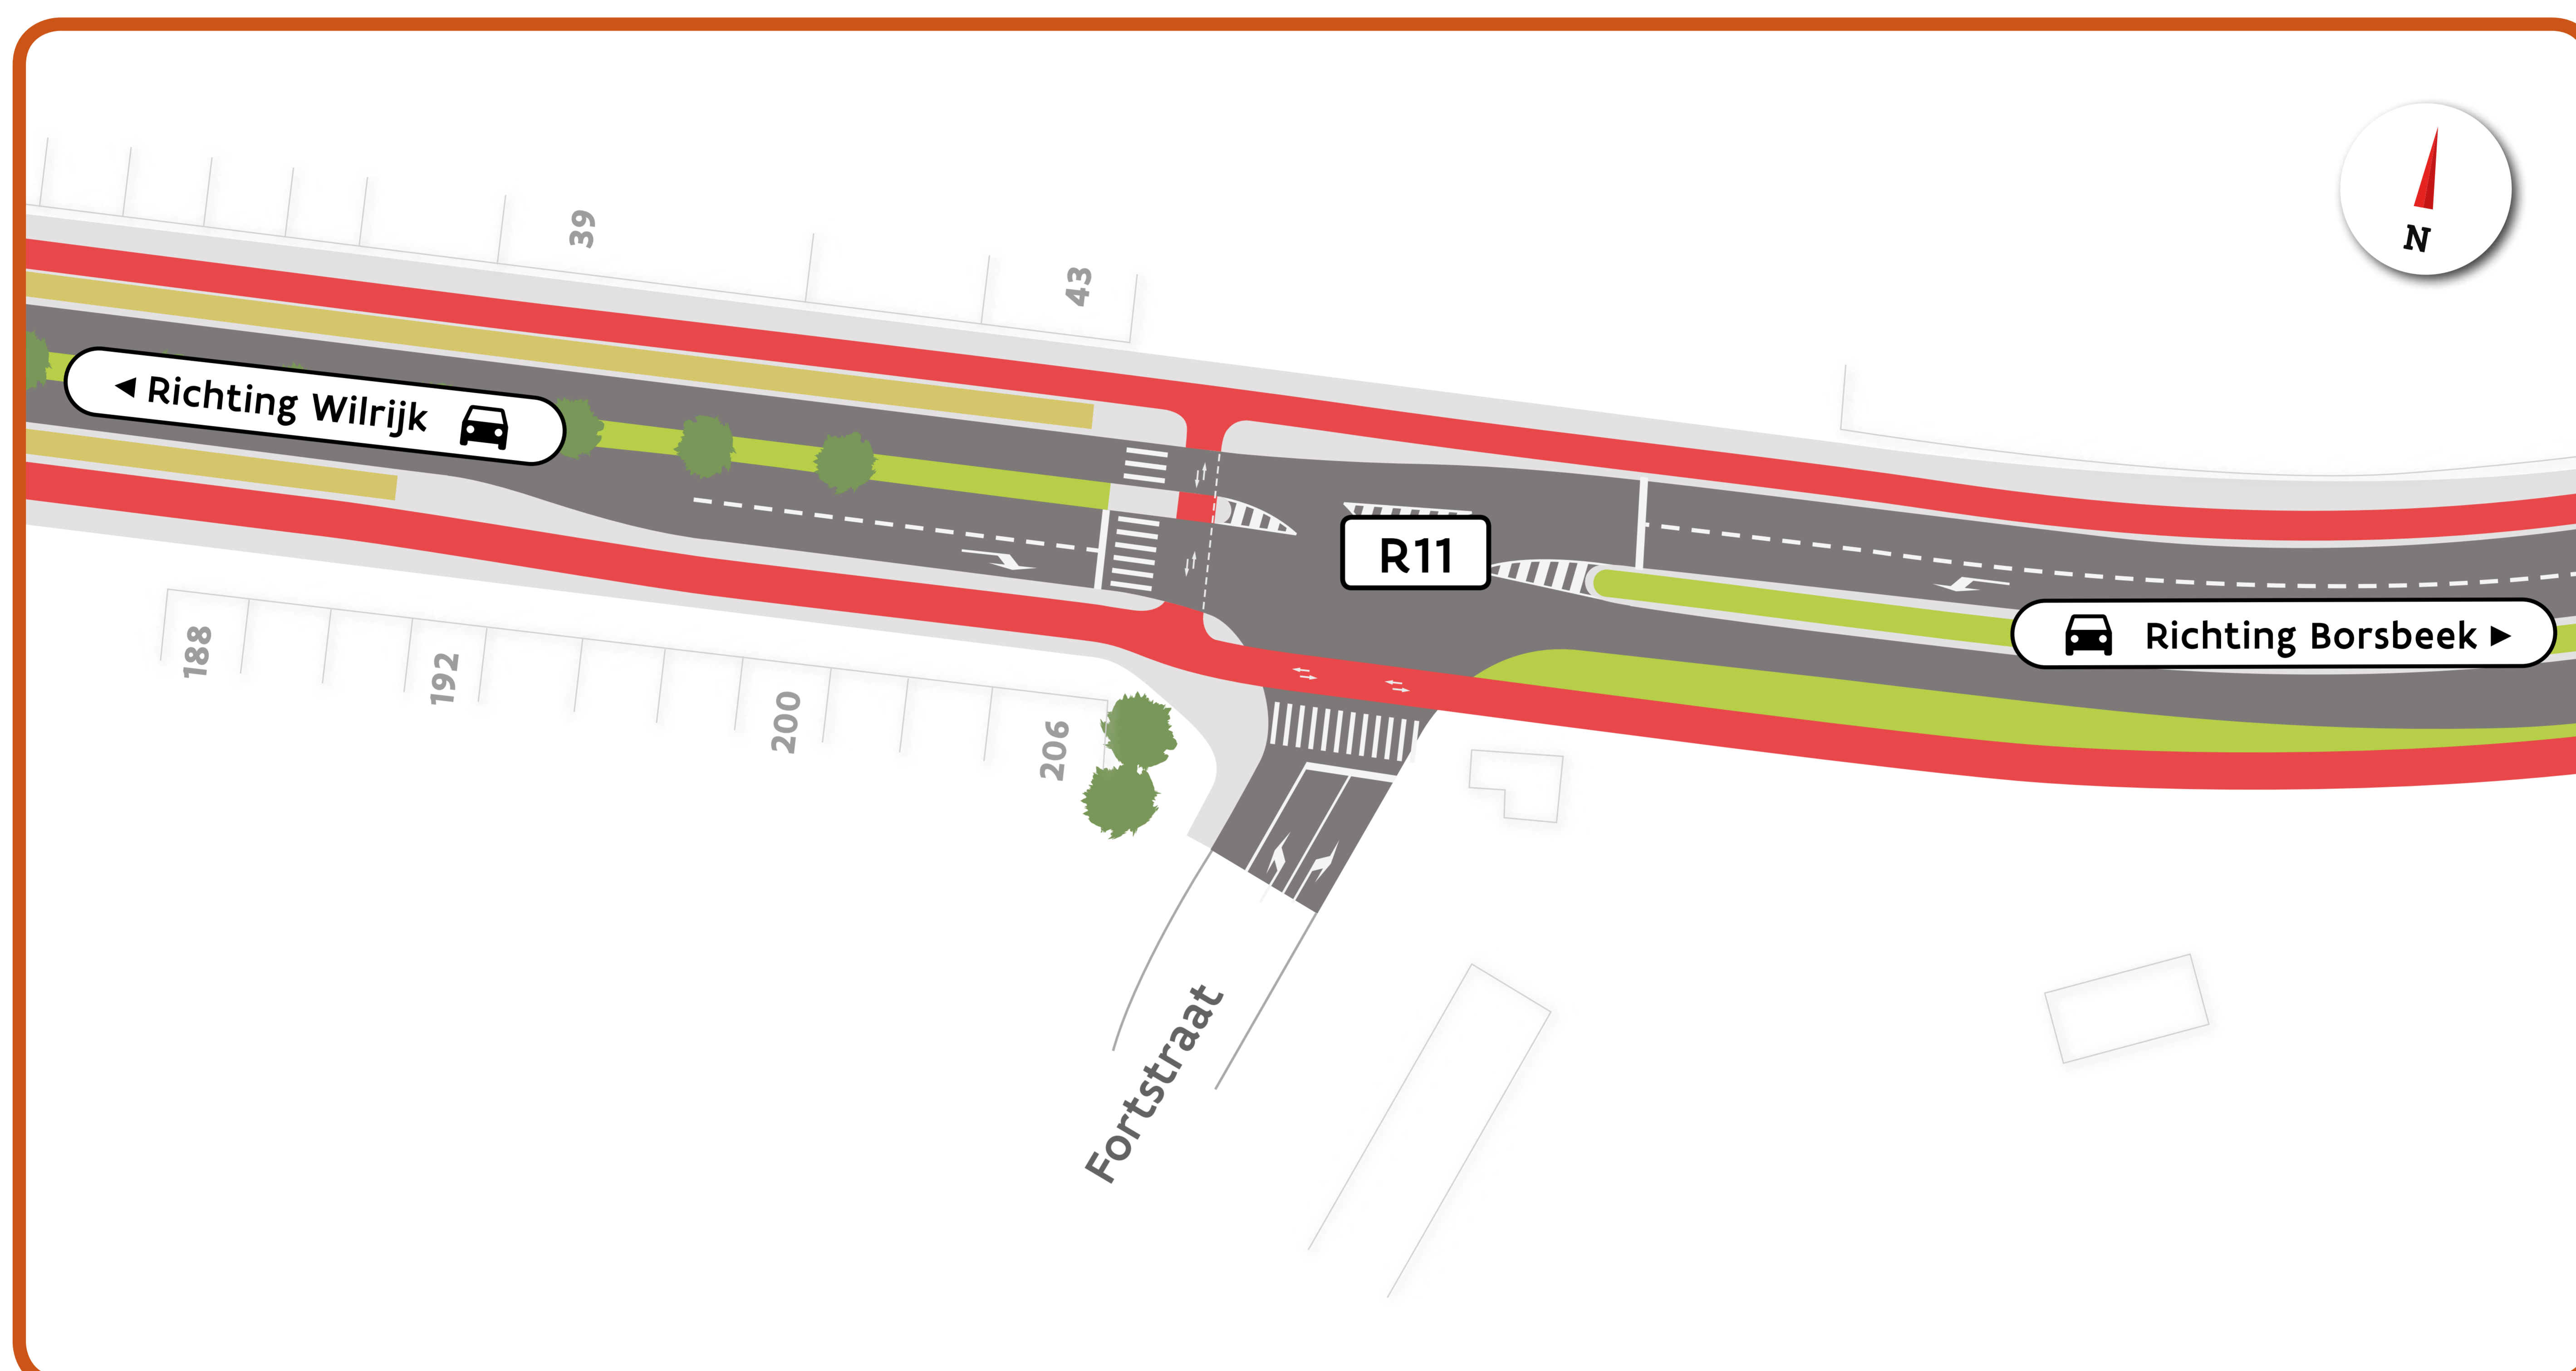 39
43
N
◄ Richting Wilrijk
R11
Richting Borsbeek ►
188
192
200
206
Fortstraat